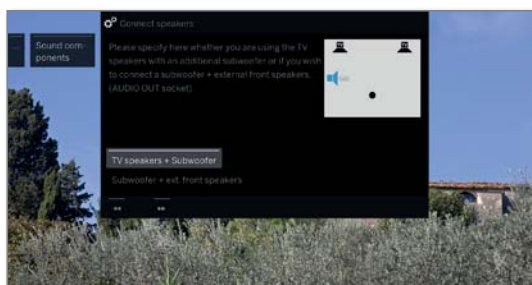 Connect speakers
...
Sound com-
ponents
Please specify here whether you are using the TV
speakers with an additional subwoofer or if you wish
to connect a subwoofer + external front speakers.
(AUDIO OUT socket)
TV speakers + Subwoofer
Subwoofer + ext. front speakers